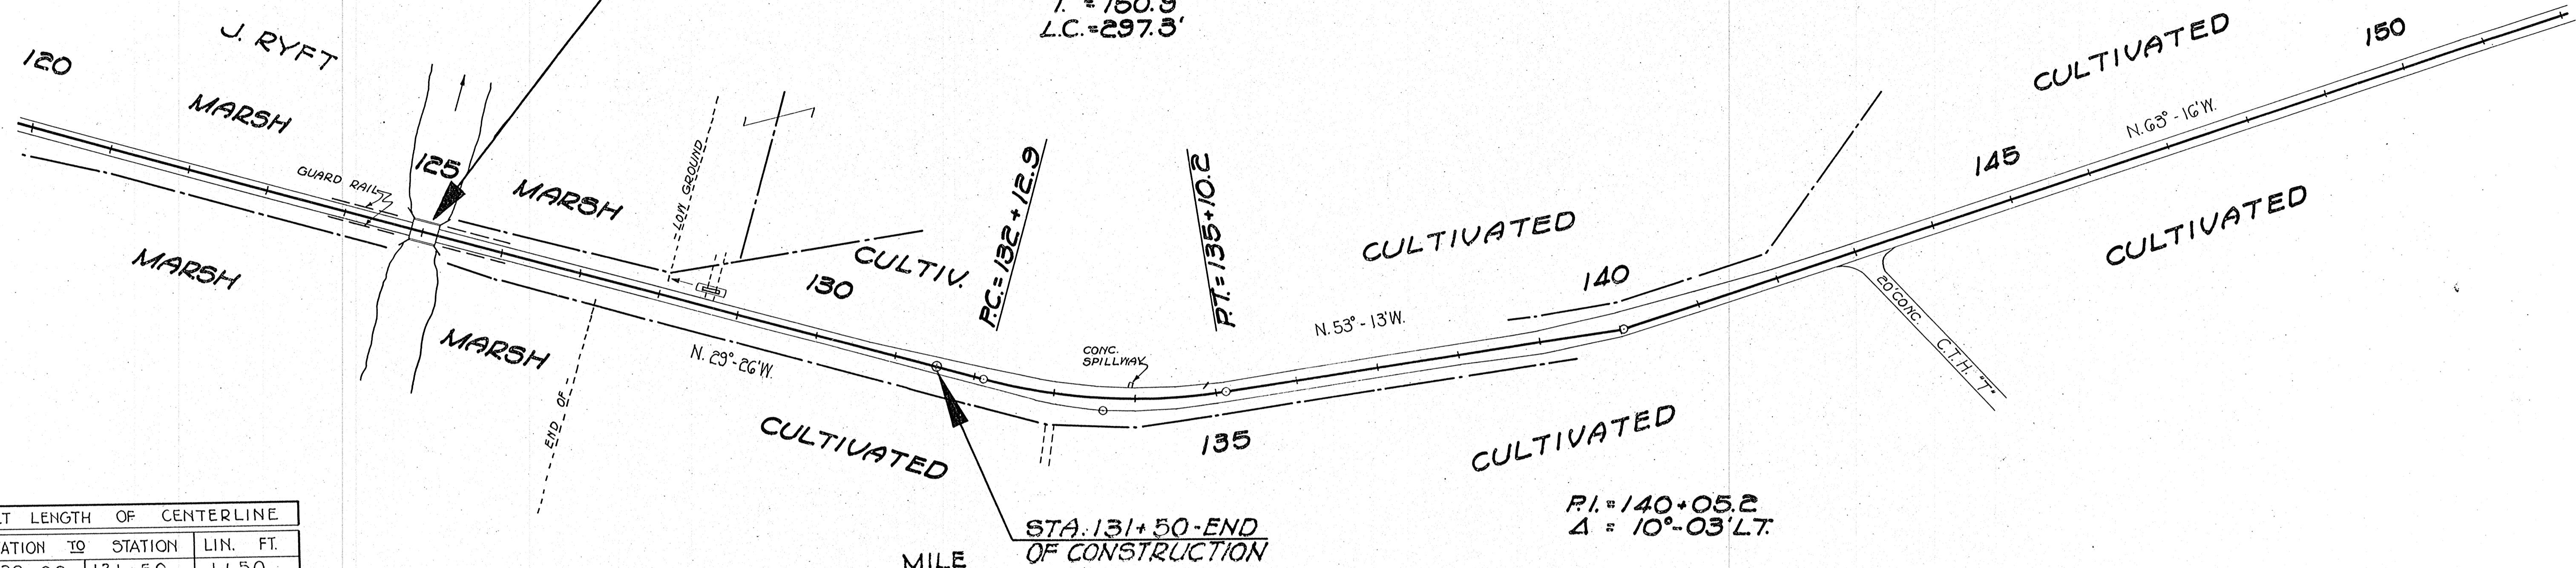 L.C.=297.3'
120
J. RYFT
MARSH
125
GUARD RAIL
MARSH
LOW GROUND
MARSH
MARSH
END OF
130
CULTIV.
N. 29°-26'W.
CULTIVATED
P.C.=132+12.9
P.T.=135+10.2
CONC.
SPILLWAY
135
STA.131+50-END
OF CONSTRUCTION
MILE
CULTIVATED
N.53°-13'W.
140
CULTIVATED
P.I.=140+05.2
Δ = 10°-03'LT.
20'CONC. C.T.H. "T"
145
N.63°-16'W.
CULTIVATED
CULTIVATED
150
LENGTH OF CENTERLINE
TO STATION LIN. FT.
131+50